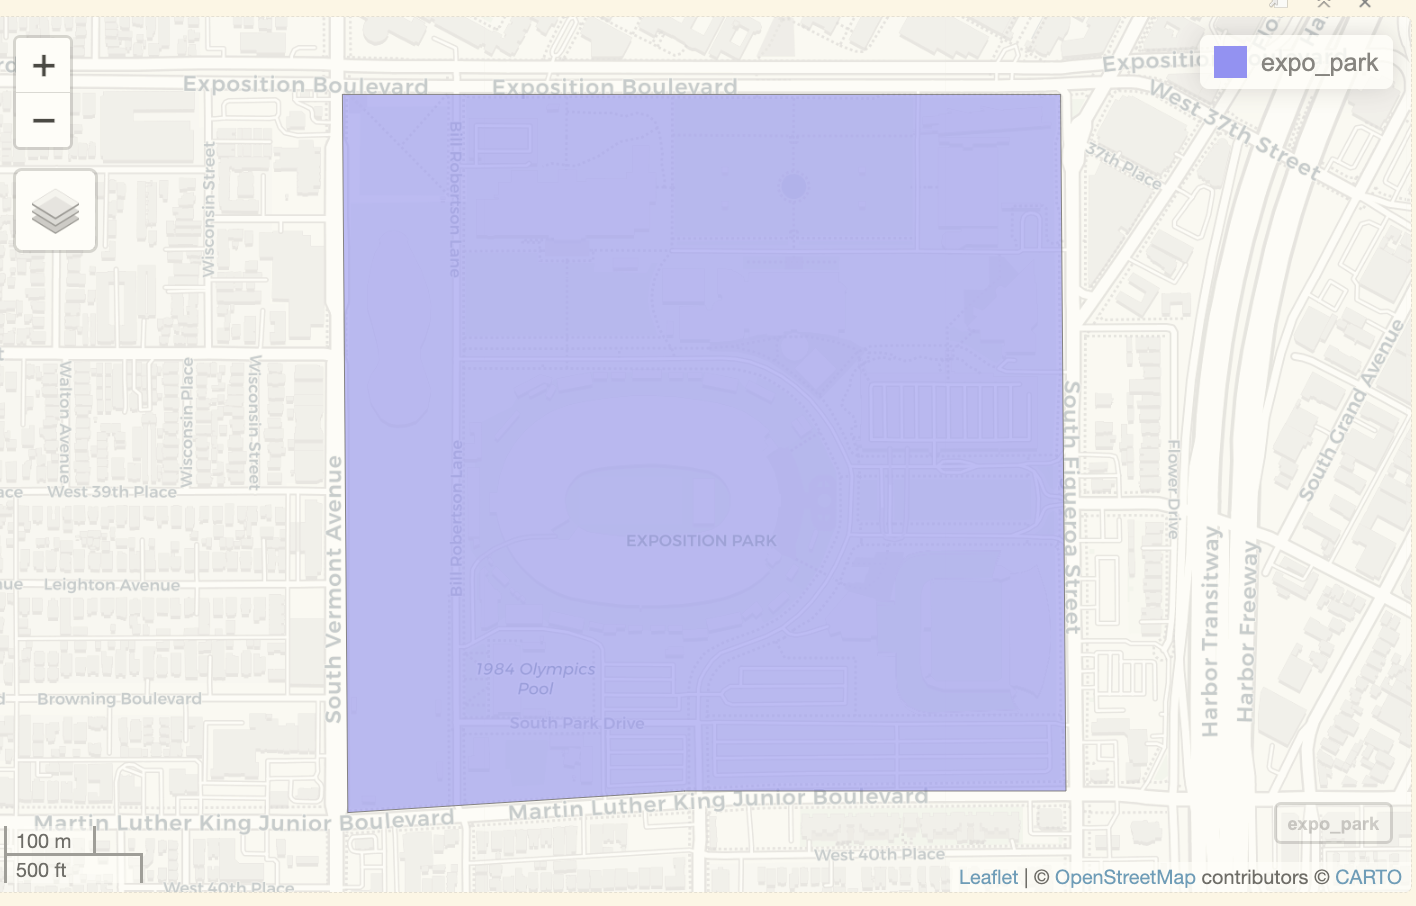 Exposition Boulevard
Exposition Boulevard
expo_park
+
−
West 37th Street
37th Place
Wisconsin Street
Bill Robertson Lane
Walton Avenue
Wisconsin Place
Wisconsin Street
South Vermont Avenue
Bill Robertson Lane
South Figueroa Street
Flower Drive
South Grand Avenue
West 39th Place
EXPOSITION PARK
Leighton Avenue
Harbor Transitway
Harbor Freeway
1984 Olympics
Pool
Browning Boulevard
South Park Drive
Martin Luther King Junior Boulevard
Martin Luther King Junior Boulevard
expo_park
100 m
500 ft
West 40th Place
West 40th Place
Leaflet | © OpenStreetMap contributors © CARTO